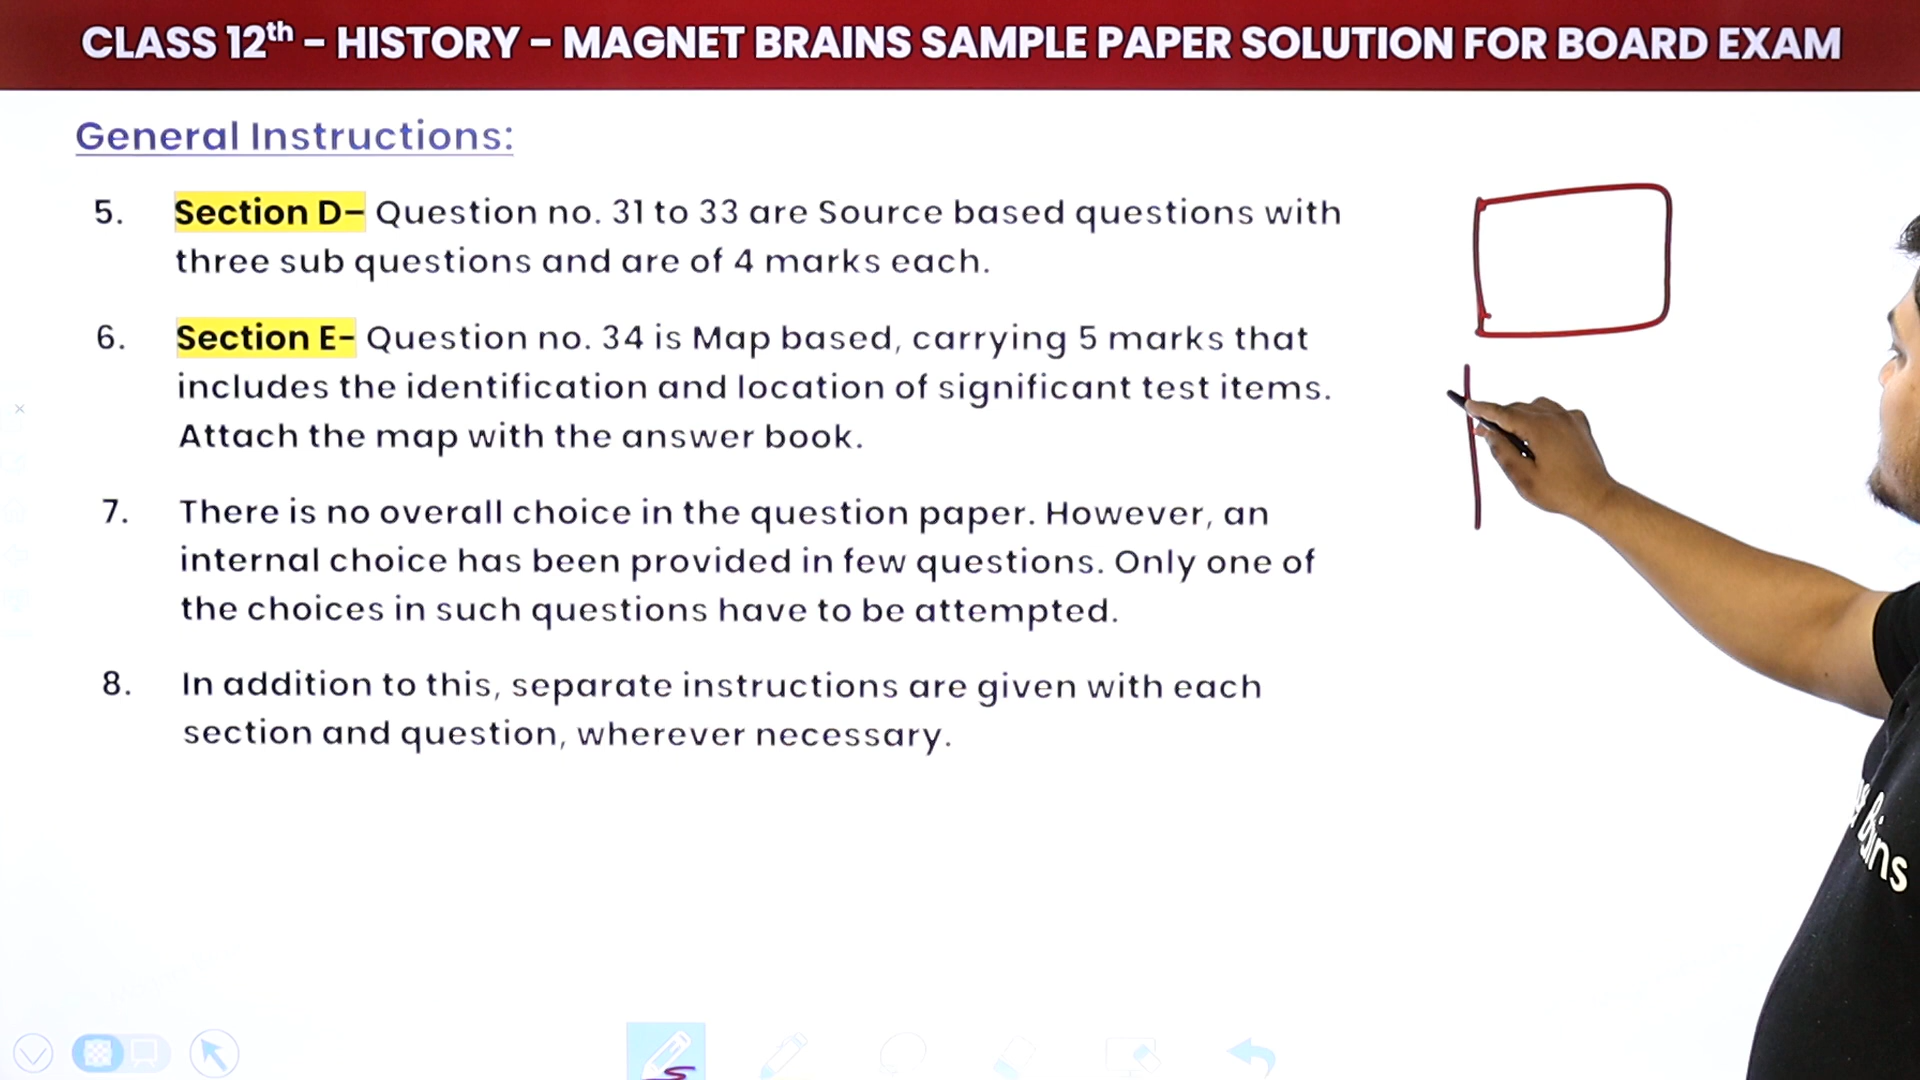 CLASS 12th – HISTORY – MAGNET BRAINS SAMPLE PAPER SOLUTION FOR BOARD EXAM
General Instructions:
5. Section D– Question no. 31 to 33 are Source based questions with
three sub questions and are of 4 marks each.
6. Section E- Question no. 34 is Map based, carrying 5 marks that
includes the identification and location of significant test items.
Attach the map with the answer book.
7. There is no overall choice in the question paper. However, an
internal choice has been provided in few questions. Only one of
the choices in such questions have to be attempted.
8. In addition to this, separate instructions are given with each
section and question, wherever necessary.